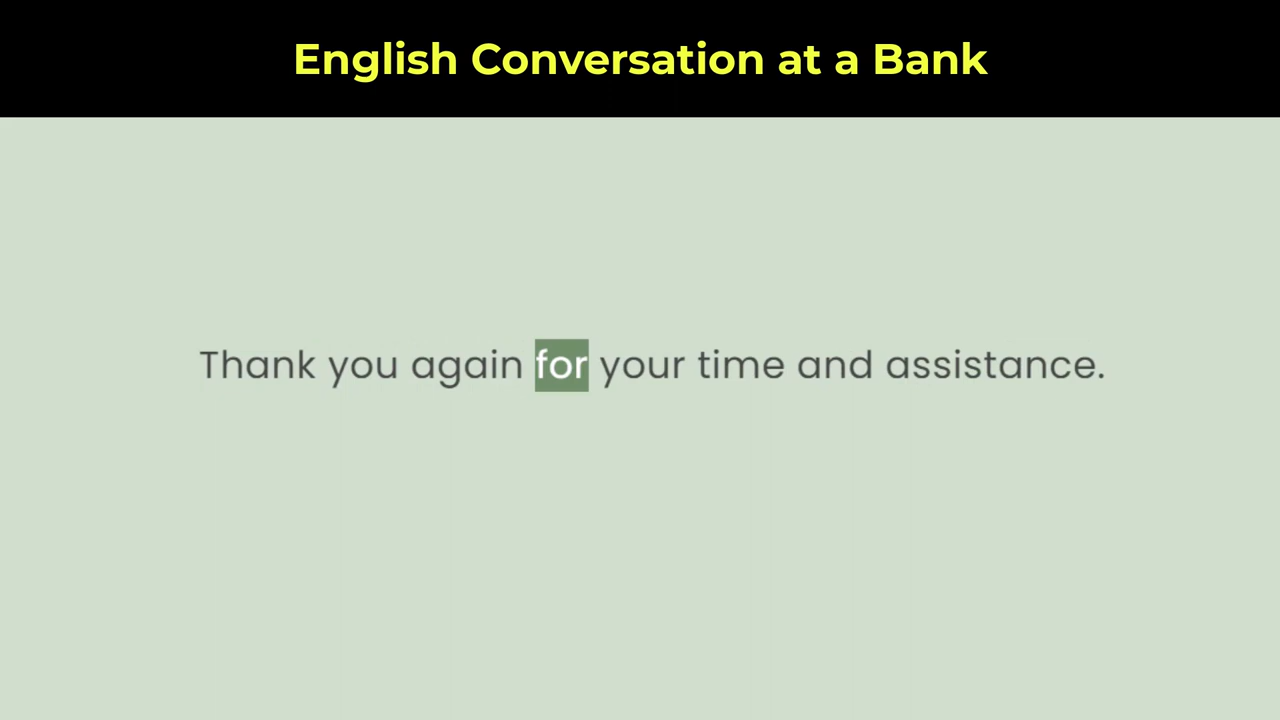 English Conversation at a Bank
Thank you again for your time and assistance.